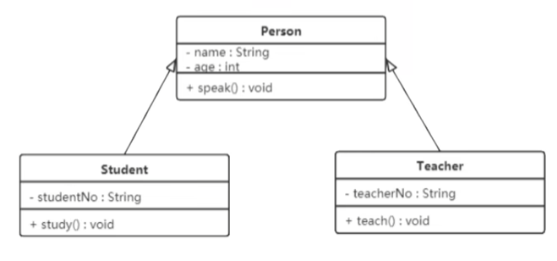 Person
- name : String
- age : int
+ speak() : void
Student
- studentNo : String
+ study() : void
Teacher
- teacherNo : String
+ teach() : void